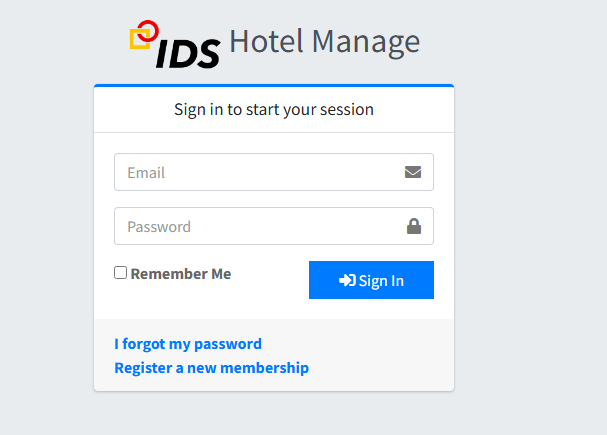 IDS Hotel Manage
Sign in to start your session
Email
Password
Remember Me
Sign In
I forgot my password
Register a new membership